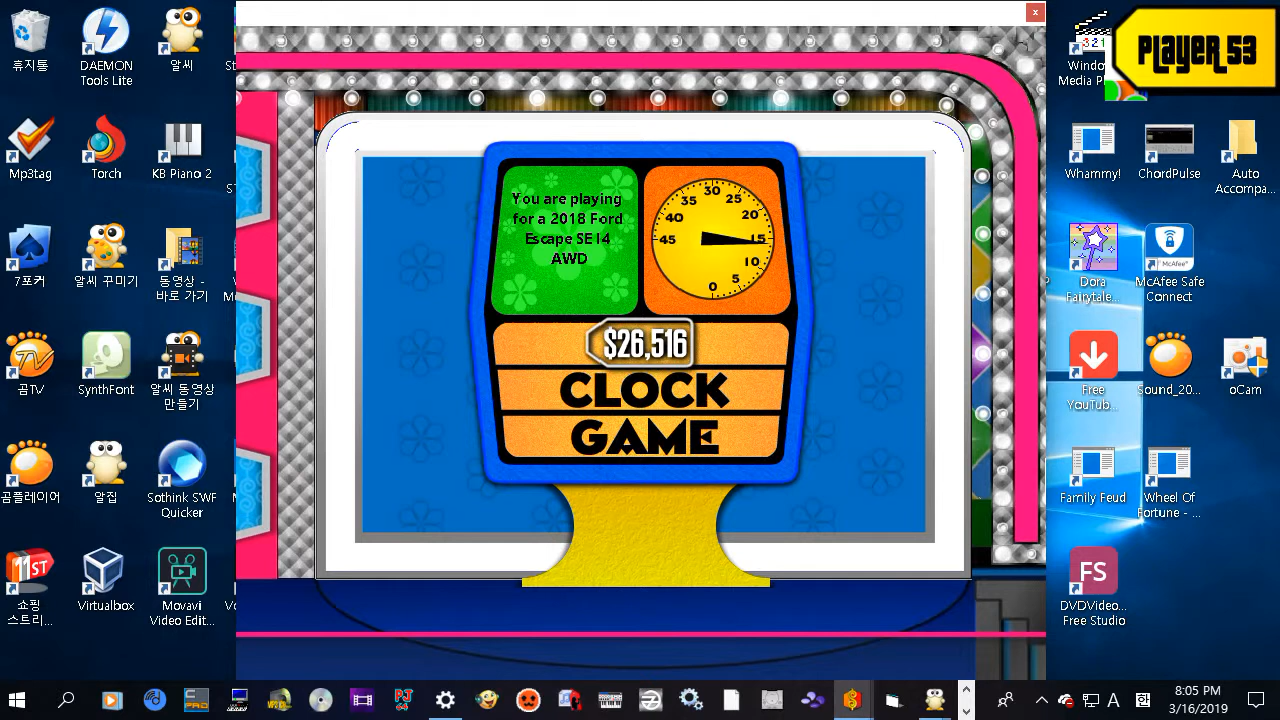 휴지통
DAEMON
Tools Lite
알씨
Windo...
Media P...
PLAYER 53
Mp3tag
Torch
KB Piano 2
Whammy!
ChordPulse
Auto
Accompa...
7포커
알씨 꾸미기
동영상 -
바로 가기
Dora
Fairytale...
McAfee
McAfee Safe
Connect
곰TV
SynthFont
알씨 동영상
만들기
Free
YouTub...
Sound_20...
oCam
곰플레이어
알집
Sothink SWF
Quicker
Family Feud
Wheel Of
Fortune - ...
11ST
쇼핑
스트리...
Virtualbox
Movavi
Video Edit...
FS
DVDVideo...
Free Studio
You are playing
for a 2018 Ford
Escape SE I4
AWD
30
35
25
40
20
45
15
10
5
0
$26,516
CLOCK
GAME
A
한
8:05 PM
3/16/2019